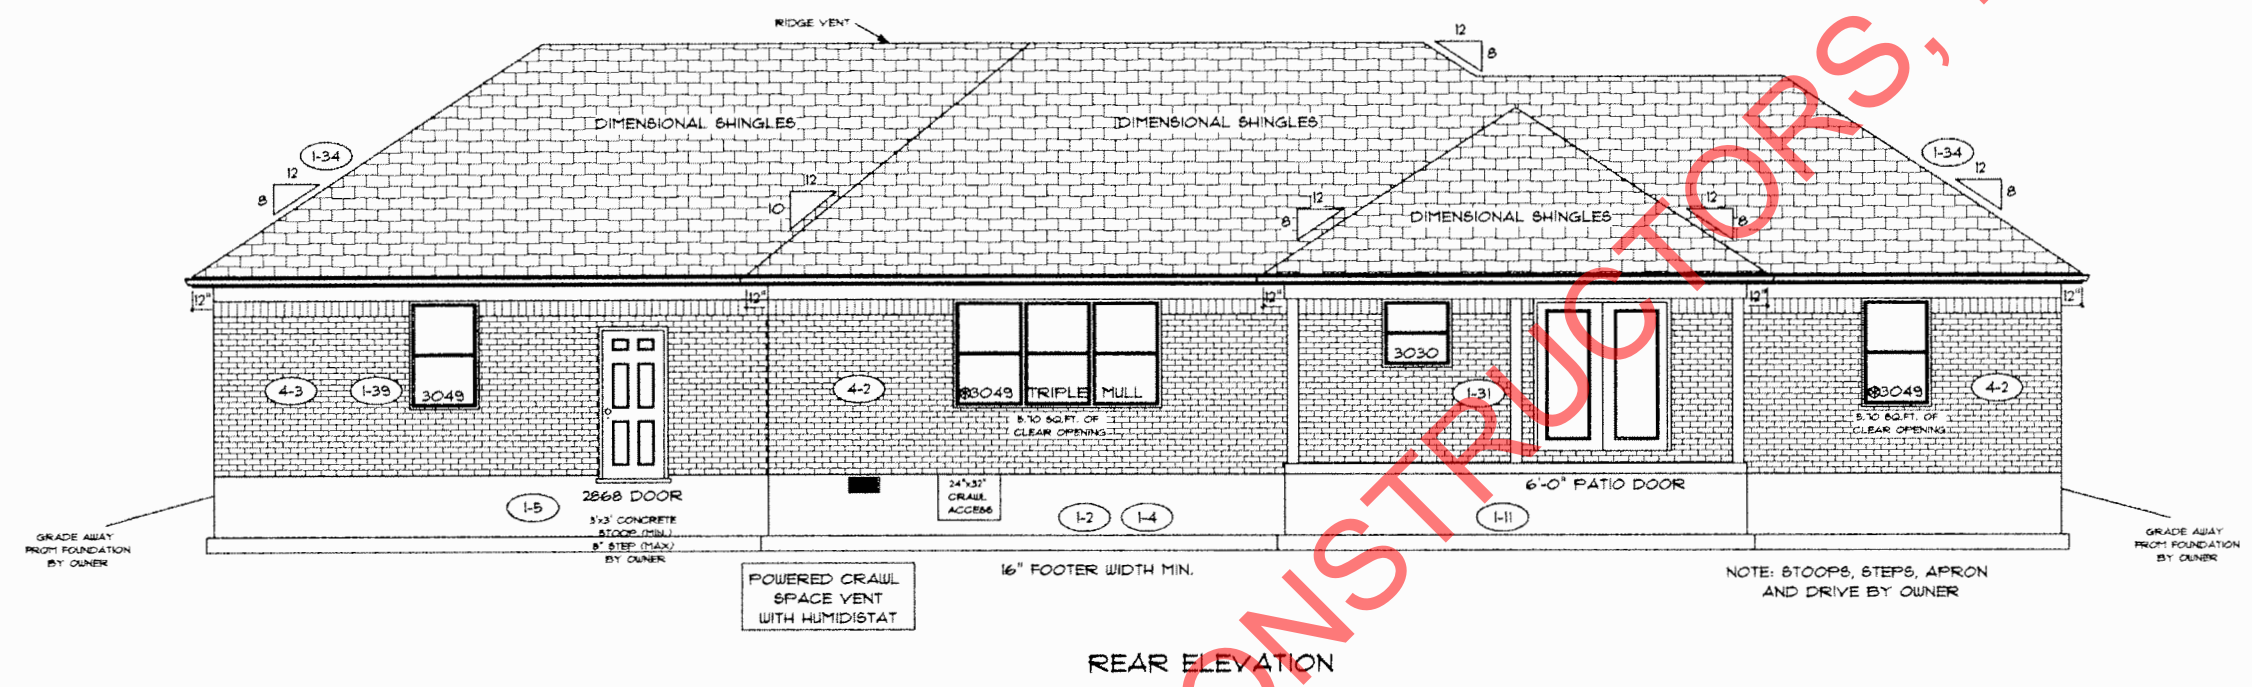 RIDGE VENT
12
8
DIMENSIONAL SHINGLES
DIMENSIONAL SHINGLES
1-34
1-34
12
8
12
10
12
8
DIMENSIONAL SHINGLES
12
8
12
8
12"
12"
12"
12"
12"
4-3
1-39
3049
4-2
3049 TRIPLE MULL
5.70 SQ.FT. OF
CLEAR OPENING
3030
1-31
3049
5.70 SQ.FT. OF
CLEAR OPENING
4-2
2868 DOOR
3'x3' CONCRETE
STOOP (MIN.)
8" STEP (MAX)
BY OWNER
1-5
24"x32"
CRAWL
ACCESS
1-2
1-4
6'-0" PATIO DOOR
1-11
GRADE AWAY
FROM FOUNDATION
BY OWNER
GRADE AWAY
FROM FOUNDATION
BY OWNER
POWERED CRAWL
SPACE VENT
WITH HUMIDISTAT
16" FOOTER WIDTH MIN.
NOTE: STOOPS, STEPS, APRON
AND DRIVE BY OWNER
REAR ELEVATION
ONSTRUCTORS,